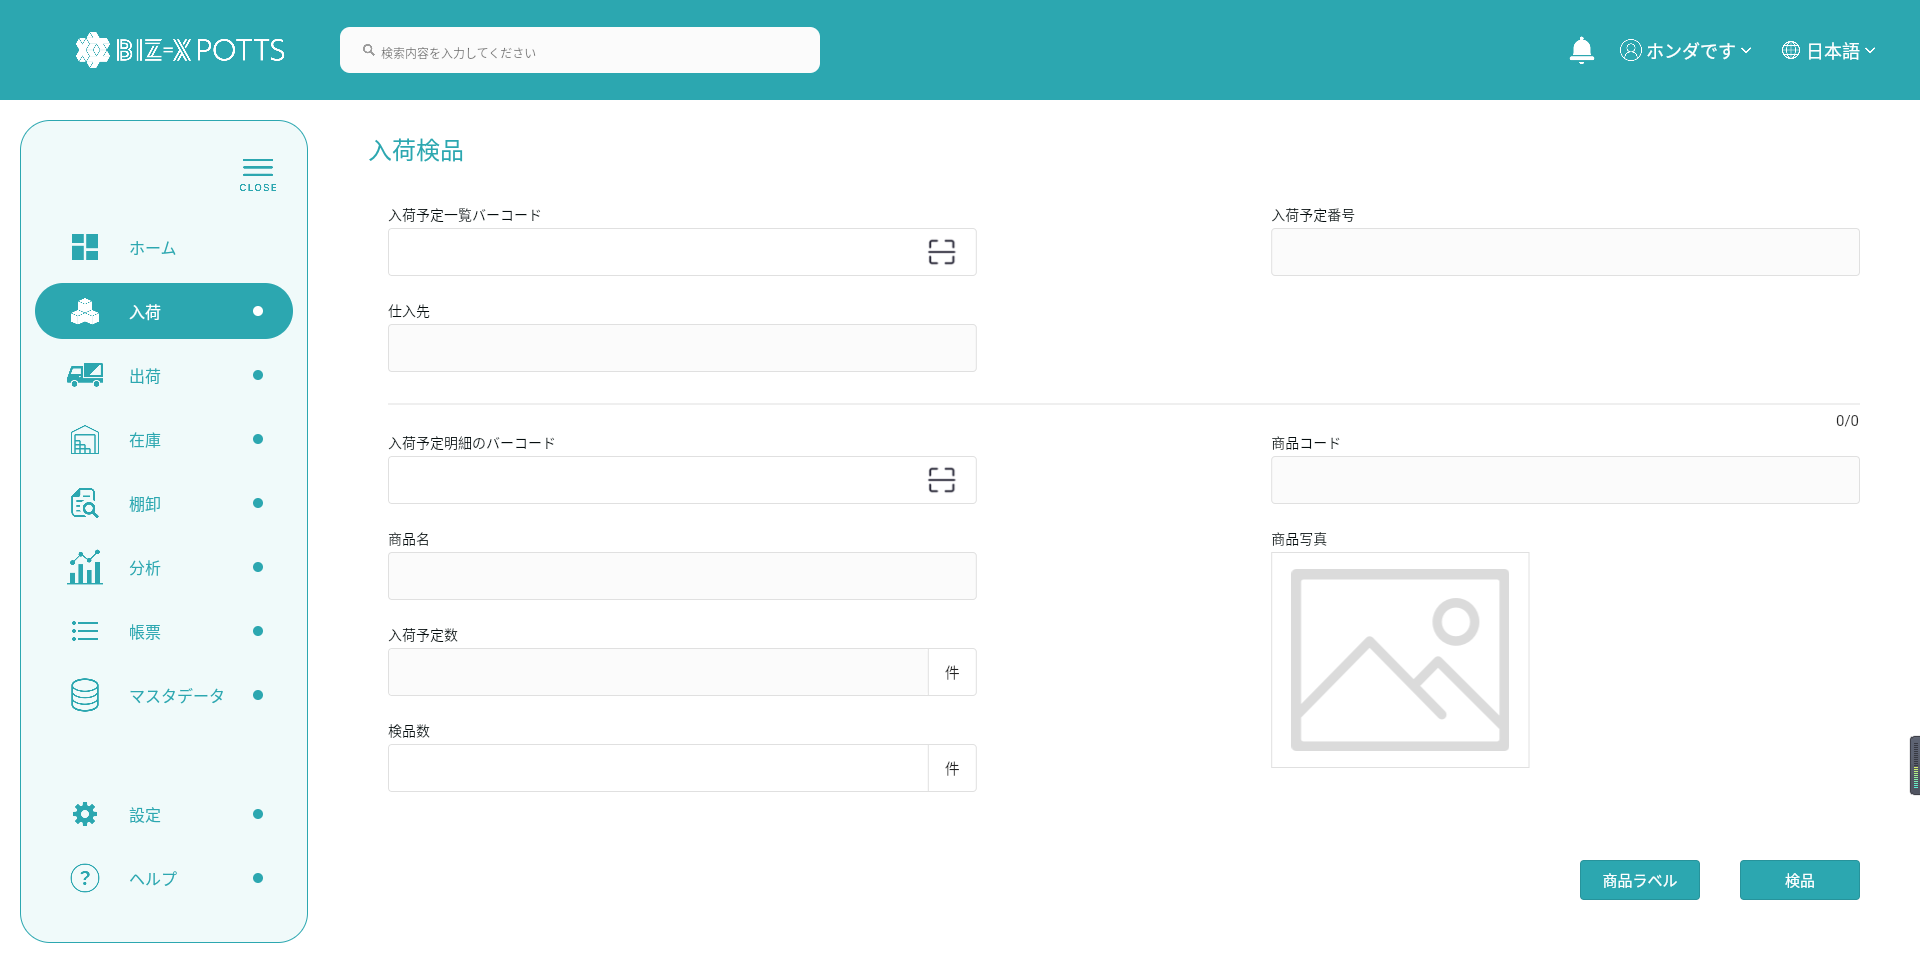 BIZ=X POTTS
検索内容を入力してください
ホンダです
日本語
CLOSE
ホーム
入荷
出荷
在庫
棚卸
分析
帳票
マスタデータ
設定
ヘルプ
入荷検品
入荷予定一覧バーコード
入荷予定番号
仕入先
0/0
入荷予定明細のバーコード
商品コード
商品名
商品写真
入荷予定数
件
検品数
件
商品ラベル
検品